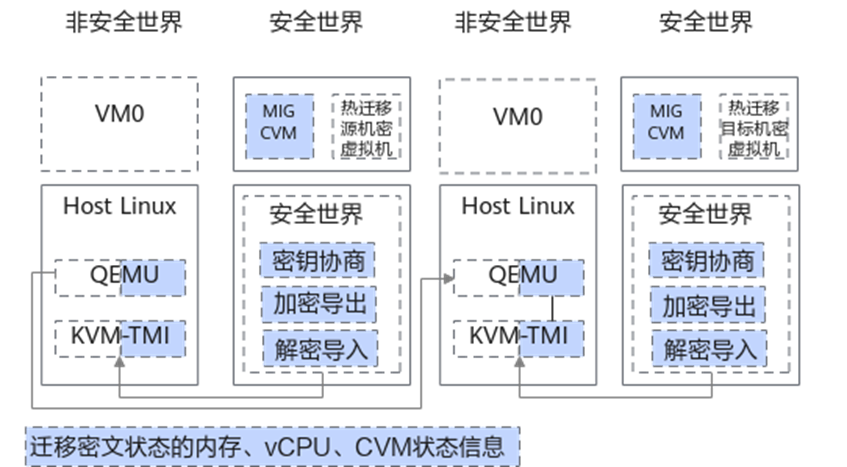 非安全世界
安全世界
非安全世界
安全世界
VM0
MIG
CVM
热迁移
源机密
虚拟机
VM0
MIG
CVM
热迁移
目标机密
虚拟机
Host Linux
QEMU
KVM-TMI
安全世界
密钥协商
加密导出
解密导入
Host Linux
QEMU
KVM-TMI
安全世界
密钥协商
加密导出
解密导入
迁移密文状态的内存、vCPU、CVM状态信息